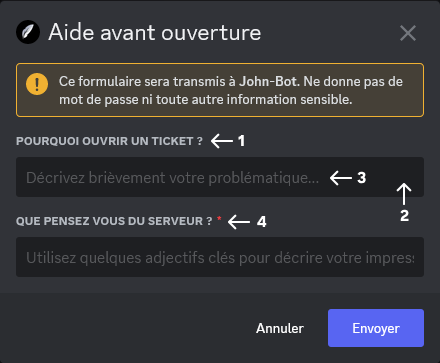 Aide avant ouverture
Ce formulaire sera transmis à John-Bot. Ne donne pas de
mot de passe ni toute autre information sensible.
POURQUOI OUVRIR UN TICKET ? ← 1
Décrivez brièvement votre problématique... ← 3
↑
2
QUE PENSEZ VOUS DU SERVEUR ? * ← 4
Utilisez quelques adjectifs clés pour décrire votre impres
Annuler
Envoyer